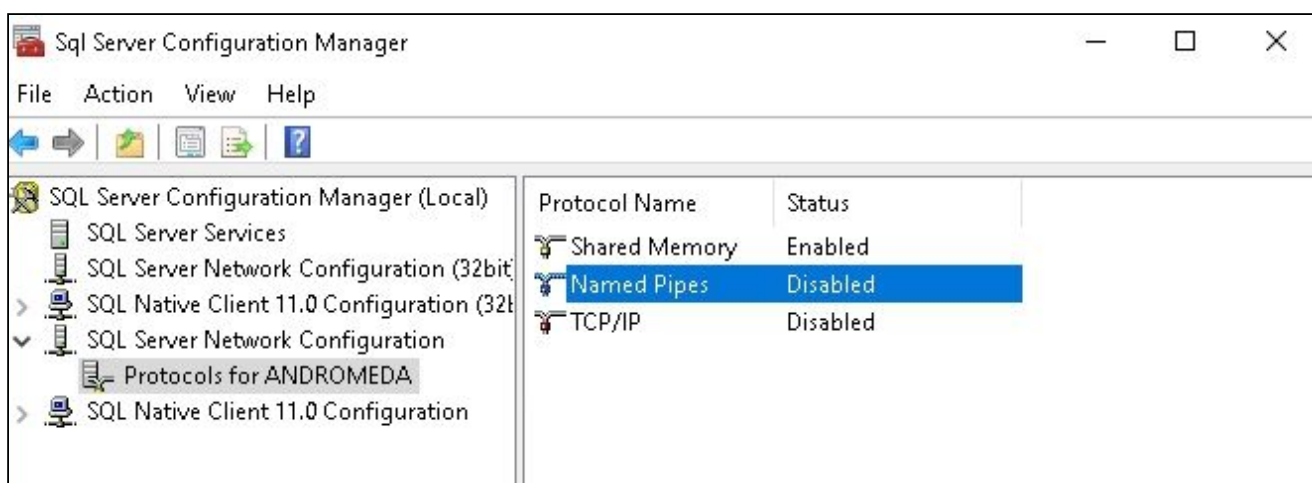 Sql Server Configuration Manager
File Action View Help
SQL Server Configuration Manager (Local)
SQL Server Services
SQL Server Network Configuration (32bit
SQL Native Client 11.0 Configuration (32b
SQL Server Network Configuration
Protocols for ANDROMEDA
SQL Native Client 11.0 Configuration
Protocol Name Status
Shared Memory Enabled
Named Pipes Disabled
TCP/IP Disabled